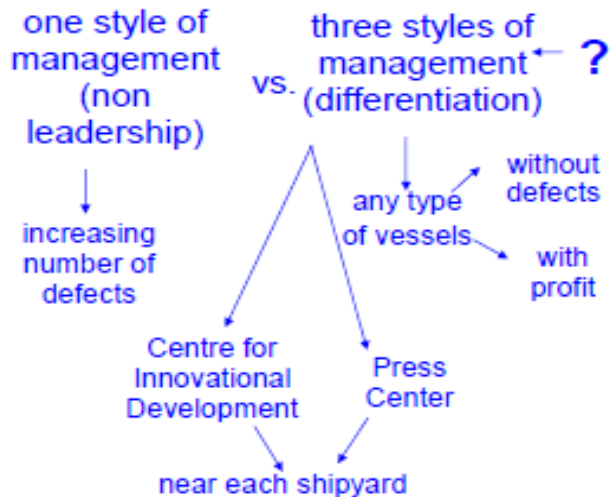 one style of
management
(non
leadership)
vs.
three styles of
management
(differentiation)
?
increasing
number of
defects
any type
of vessels
without
defects
with
profit
Centre for
Innovational
Development
Press
Center
near each shipyard